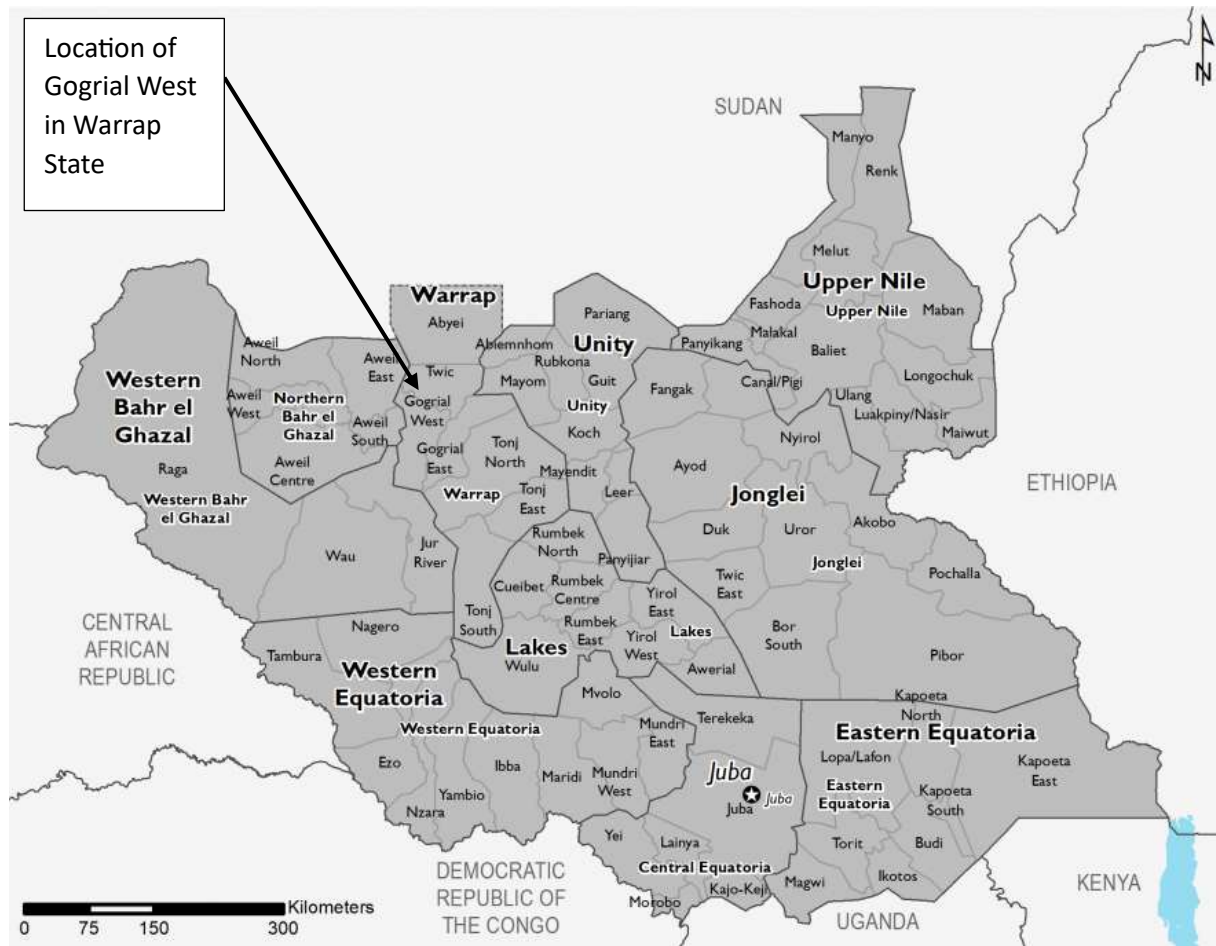 Location of
Gogrial West
in Warrap
State
N
SUDAN
Manyo
Renk
Melut
Upper Nile
Fashoda
Upper Nile
Maban
Malakal
Warrap
Abyei
Pariang
Unity
Panyikang
Baliet
Abiemnhom
Rubkona
Aweil
North
Aweil
East
Twic
Mayom
Guit
Fangak
Canal/Pigi
Longochuk
Western
Bahr el
Ghazal
Aweil
West
Northern
Bahr el
Ghazal
Gogrial
West
Unity
Ulang
Luakpiny/Nasir
Maiwut
Aweil
South
Koch
Nyirol
Gogrial
East
Tonj
North
Aweil
Centre
Raga
Mayendit
Ayod
Western Bahr
el Ghazal
Warrap
Tonj
East
Leer
Jonglei
ETHIOPIA
Akobo
Duk
Uror
Rumbek
North
Wau
Jur
River
Panyijiar
Jonglei
Cueibet
Rumbek
Centre
Twic
East
Pochalla
Yirol
East
CENTRAL
AFRICAN
REPUBLIC
Nagero
Tonj
South
Rumbek
East
Lakes
Bor
South
Tambura
Lakes
Yirol
West
Pibor
Western
Equatoria
Wulu
Awerial
Mvolo
Kapoeta
North
Terekeka
Western Equatoria
Mundri
East
Eastern Equatoria
Ezo
Ibba
Lopa/Lafon
Kapoeta
East
Maridi
Mundri
West
Juba
Juba
Juba
Eastern
Equatoria
Kapoeta
South
Yambio
Nzara
Yei
Lainya
Torit
Budi
Central Equatoria
DEMOCRATIC
REPUBLIC OF
THE CONGO
Kajo-Keji
Magwi
Ikotos
KENYA
Morobo
UGANDA
Kilometers
0 75 150 300